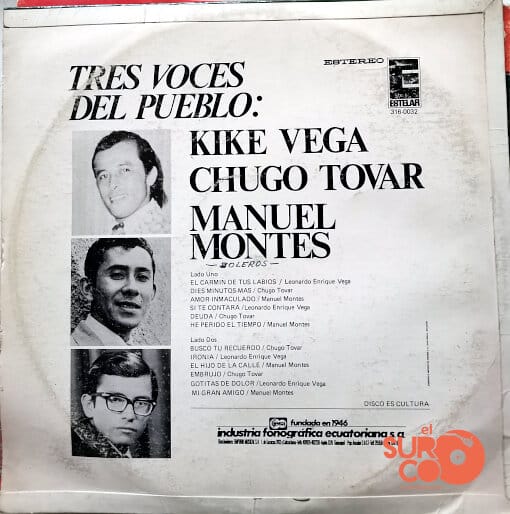 TRES VOCES
DEL PUEBLO:
ESTEREO
E
ESTELAR
316-0032
KIKE VEGA
CHUGO TOVAR
MANUEL
MONTES
- BOLEROS -
Lado Uno
EL CARMIN DE TUS LABIOS / Leonardo Enrique Vega
DIES MINUTOS MAS / Chugo Tovar
AMOR INMACULADO / Manuel Montes
SI TE CONTARA / Leonardo Enrique Vega
DEUDA / Chugo Tovar
HE PERIDO EL TIEMPO / Manuel Montes
Lado Dos
BUSCO TU RECUERDO / Chugo Tovar
IRONIA / Leonardo Enrique Vega
EL HIJO DE LA CALLE / Manuel Montes
EMBRUJO / Chugo Tovar
GOTITAS DE DOLOR / Leonardo Enrique Vega
MI GRAN AMIGO / Manuel Montes
DISCO ES CULTURA
fundada en 1946
industria fonográfica ecuatoriana s.a.
el
SURCO